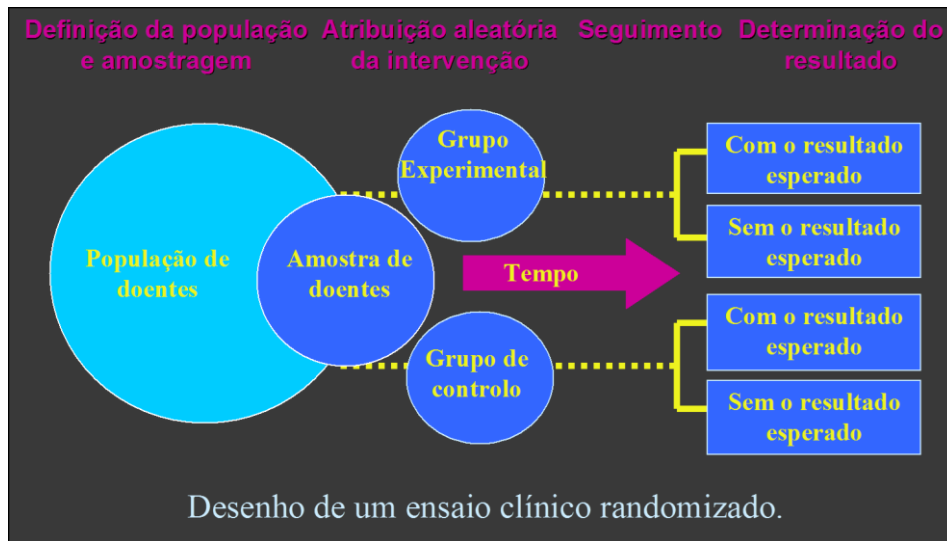 Definição da população
e amostragem
Atribuição aleatória
da intervenção
Seguimento
Determinação do
resultado
População de
doentes
Amostra de
doentes
Grupo
Experimental
Tempo
Grupo de
controlo
Com o resultado
esperado
Sem o resultado
esperado
Com o resultado
esperado
Sem o resultado
esperado
Desenho de um ensaio clínico randomizado.